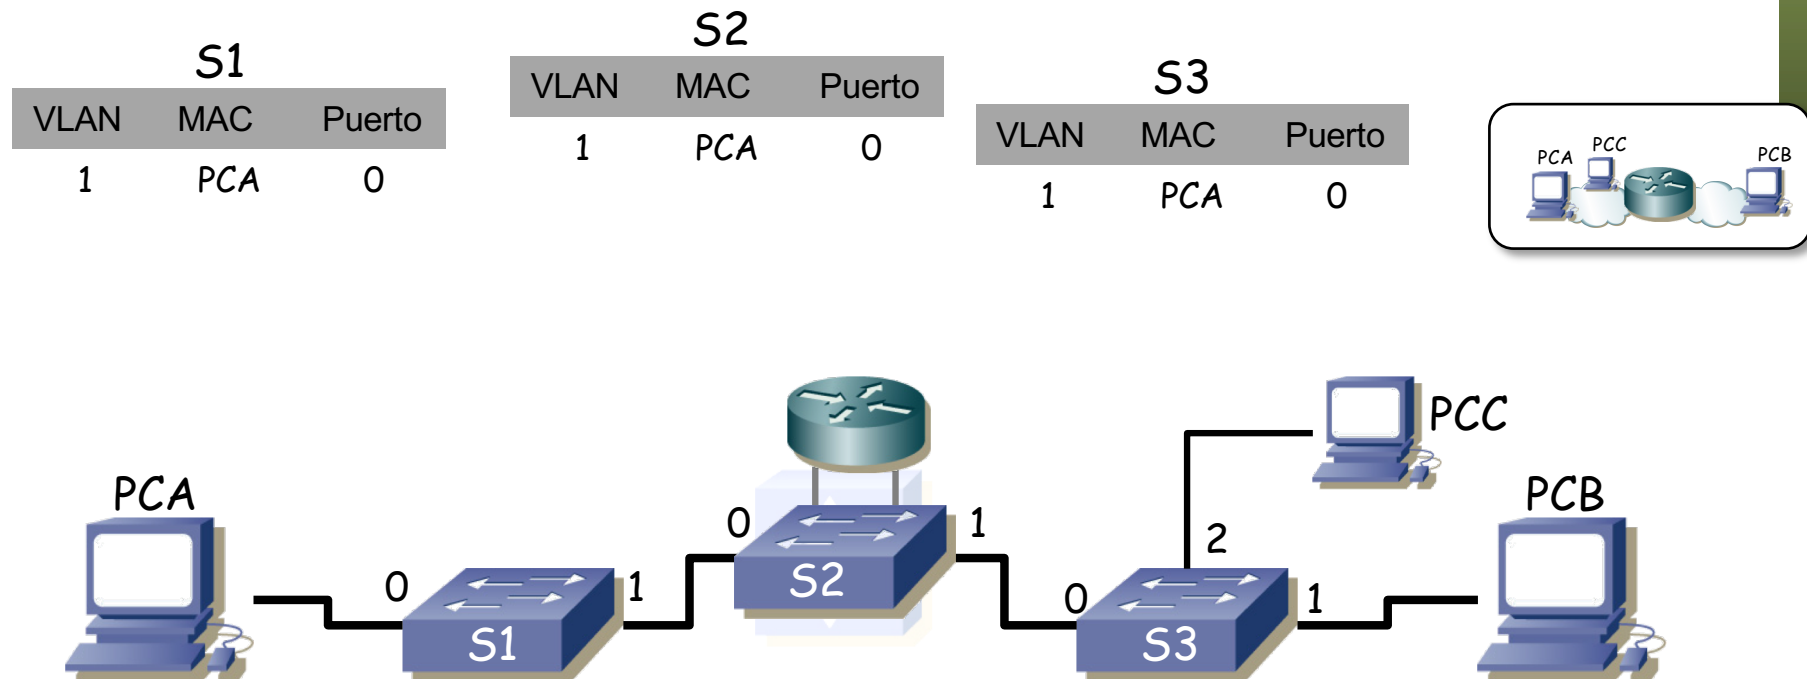 S1
VLAN MAC Puerto
1 PCA 0
S2
VLAN MAC Puerto
1 PCA 0
S3
VLAN MAC Puerto
1 PCA 0
PCA PCC PCB
PCA
0 S1 1
0 S2 1
0 S3 1
2
PCC
PCB